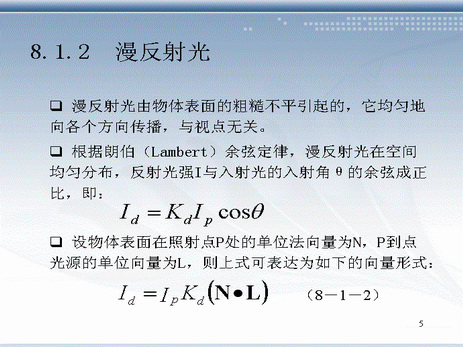 8.1.2 漫反射光
❑ 漫反射光由物体表面的粗糙不平引起的，它均匀地
向各个方向传播，与视点无关。
❑ 根据朗伯（Lambert）余弦定律，漫反射光在空间
均匀分布，反射光强I与入射光的入射角θ的余弦成正
比，即：
I_d = K_d I_p cosθ
❑ 设物体表面在照射点P处的单位法向量为N，P到点
光源的单位向量为L，则上式可表达为如下的向量形式：
I_d = I_p K_d (N•L) （8－1－2）
5